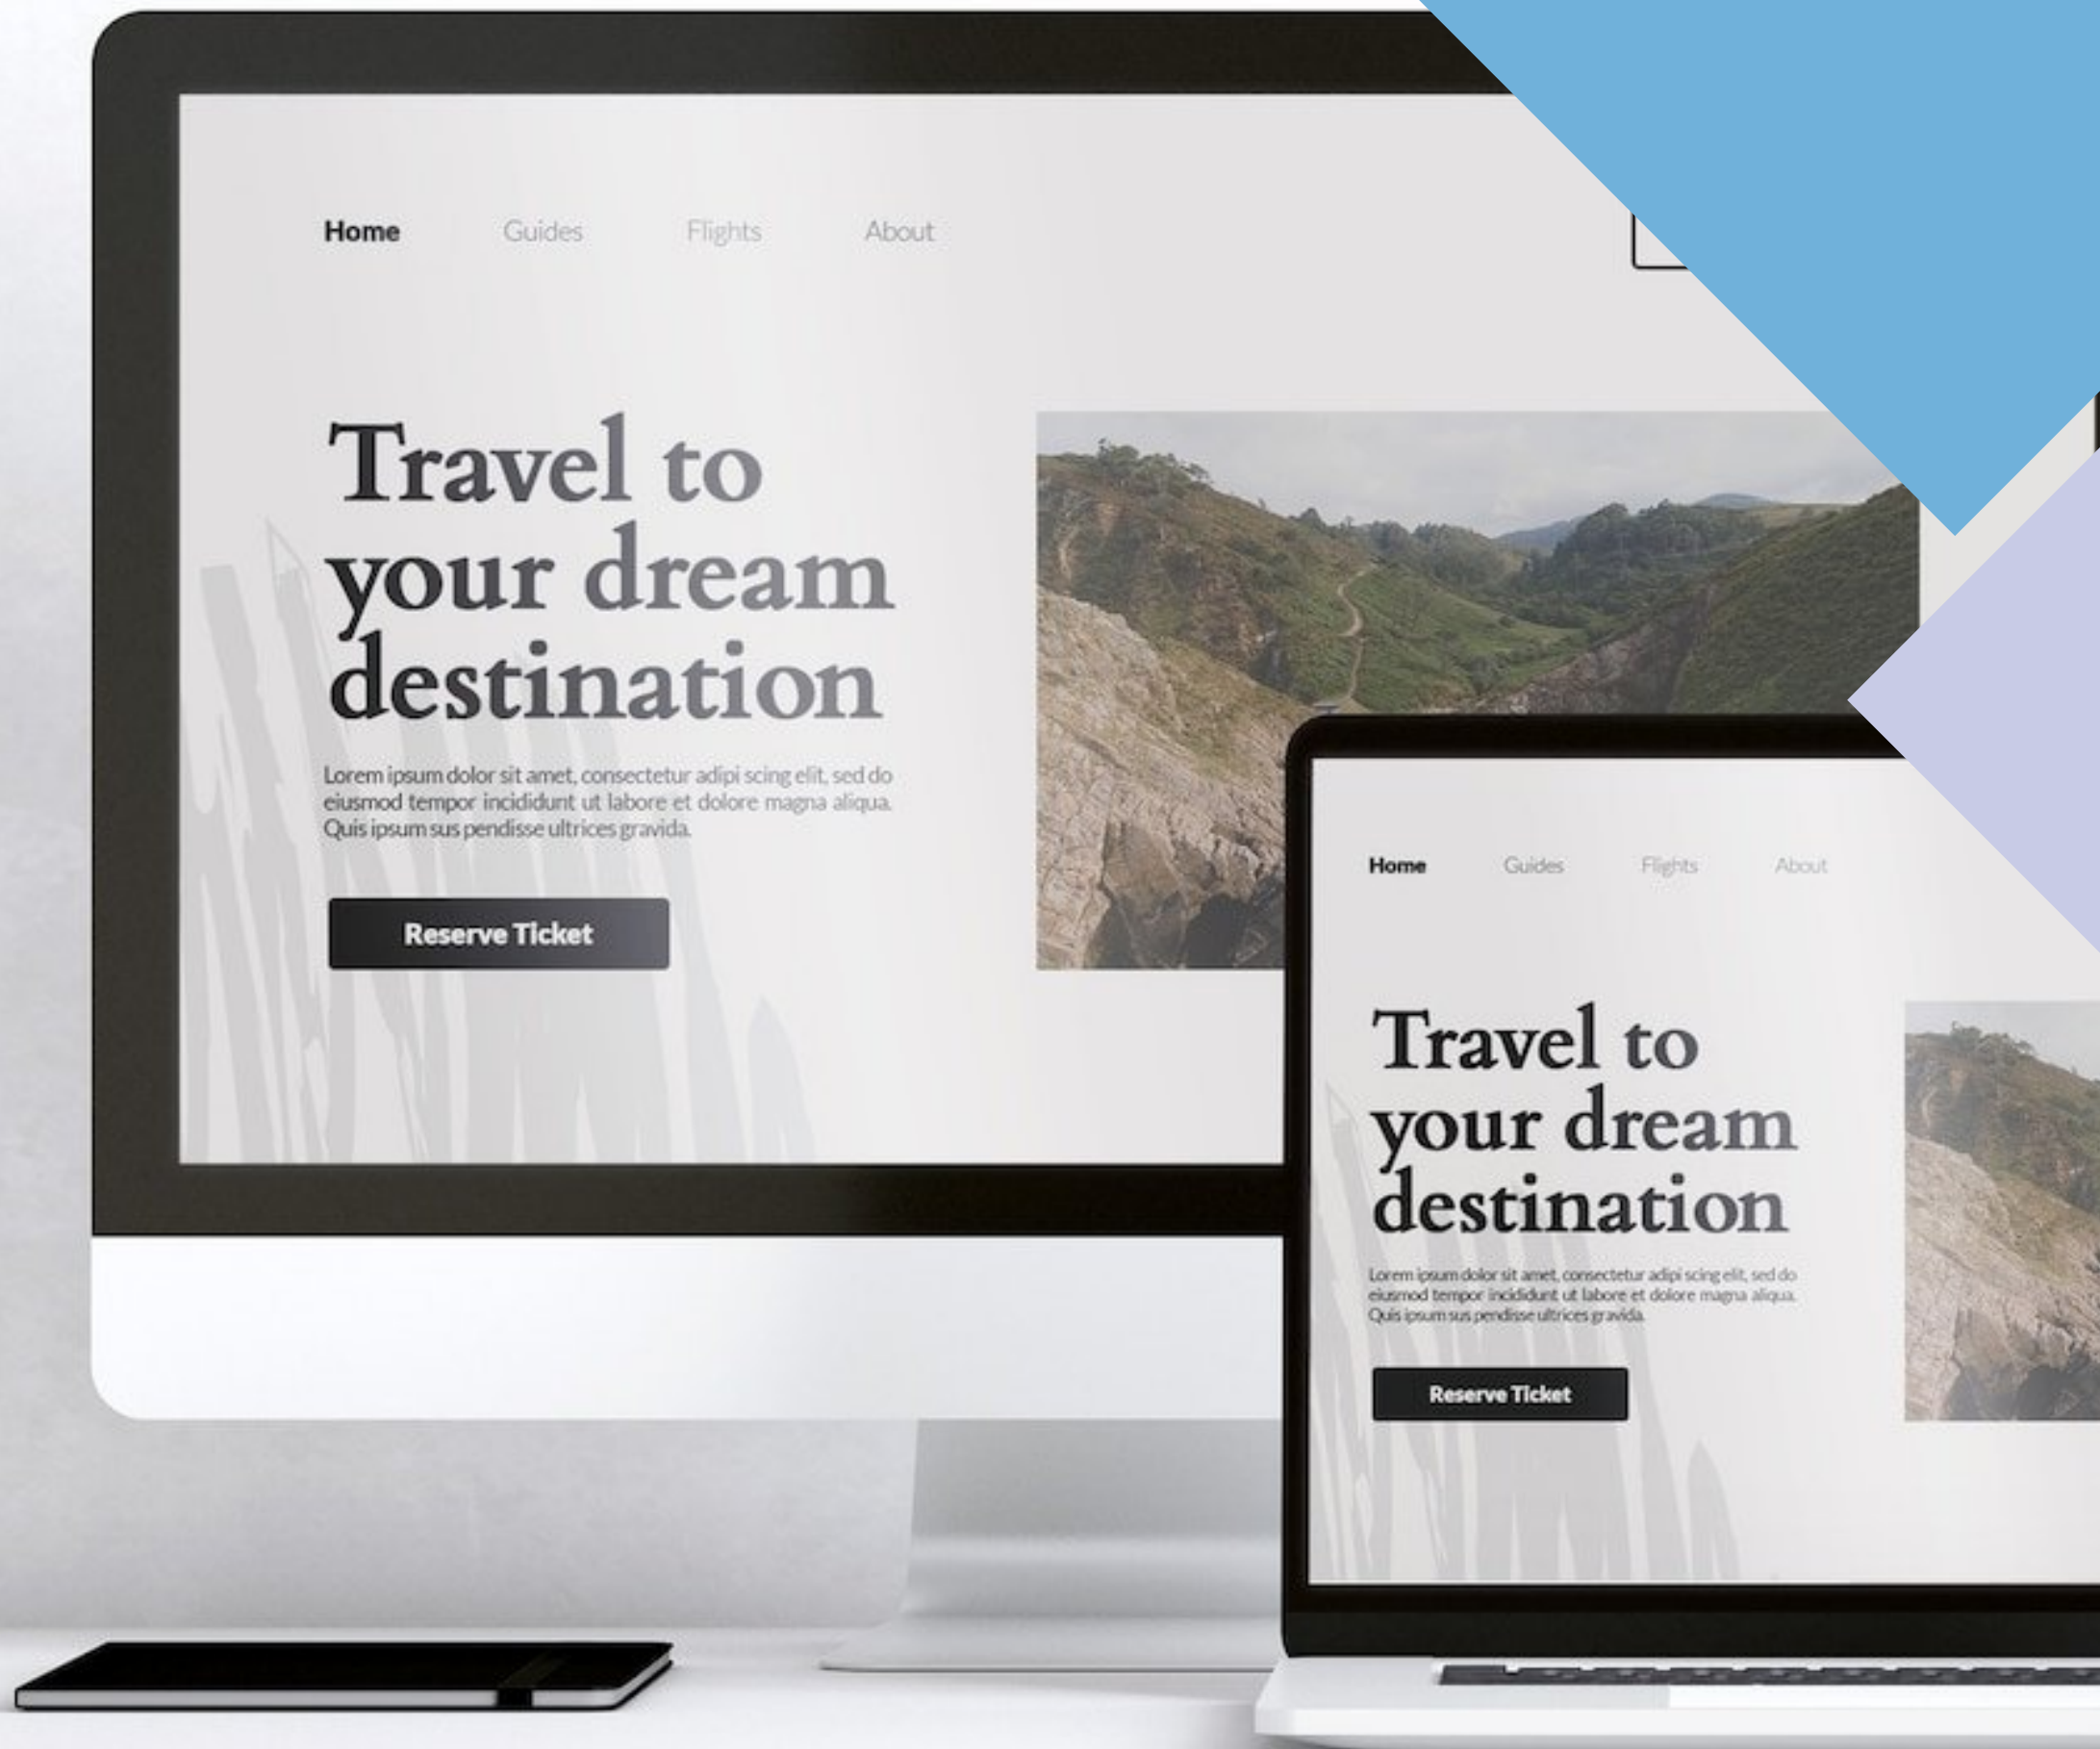 Home Guides Flights About
Travel to
your dream
destination
Lorem ipsum dolor sit amet, consectetur adipi scing elit, sed do
eiusmod tempor incididunt ut labore et dolore magna aliqua.
Quis ipsum sus pendisse ultrices gravida.
Reserve Ticket
Home Guides Flights About
Travel to
your dream
destination
Lorem ipsum dolor sit amet, consectetur adipi scing elit, sed do
eiusmod tempor incididunt ut labore et dolore magna aliqua.
Quis ipsum sus pendisse ultrices gravida.
Reserve Ticket